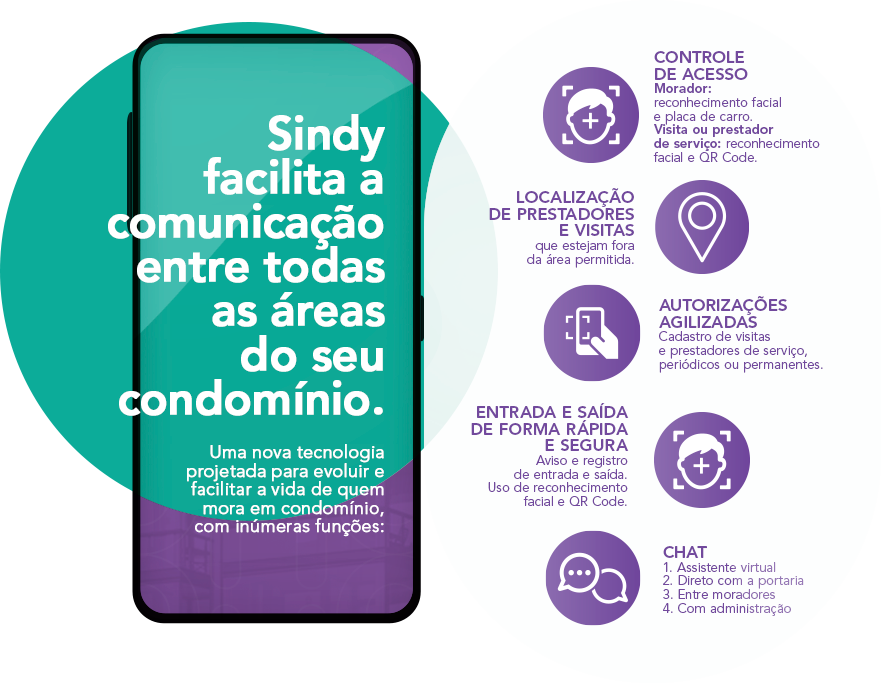 Sindy
facilita a
comunicação
entre todas
as áreas
do seu
condomínio.
Uma nova tecnologia
projetada para evoluir e
facilitar a vida de quem
mora em condomínio,
com inúmeras funções:
CONTROLE
DE ACESSO
Morador:
reconhecimento facial
e placa de carro.
Visita ou prestador
de serviço: reconhecimento
facial e QR Code.
LOCALIZAÇÃO
DE PRESTADORES
E VISITAS
que estejam fora
da área permitida.
AUTORIZAÇÕES
AGILIZADAS
Cadastro de visitas
e prestadores de serviço,
periódicos ou permanentes.
ENTRADA E SAÍDA
DE FORMA RÁPIDA
E SEGURA
Aviso e registro
de entrada e saída.
Uso de reconhecimento
facial e QR Code.
CHAT
1. Assistente virtual
2. Direto com a portaria
3. Entre moradores
4. Com administração